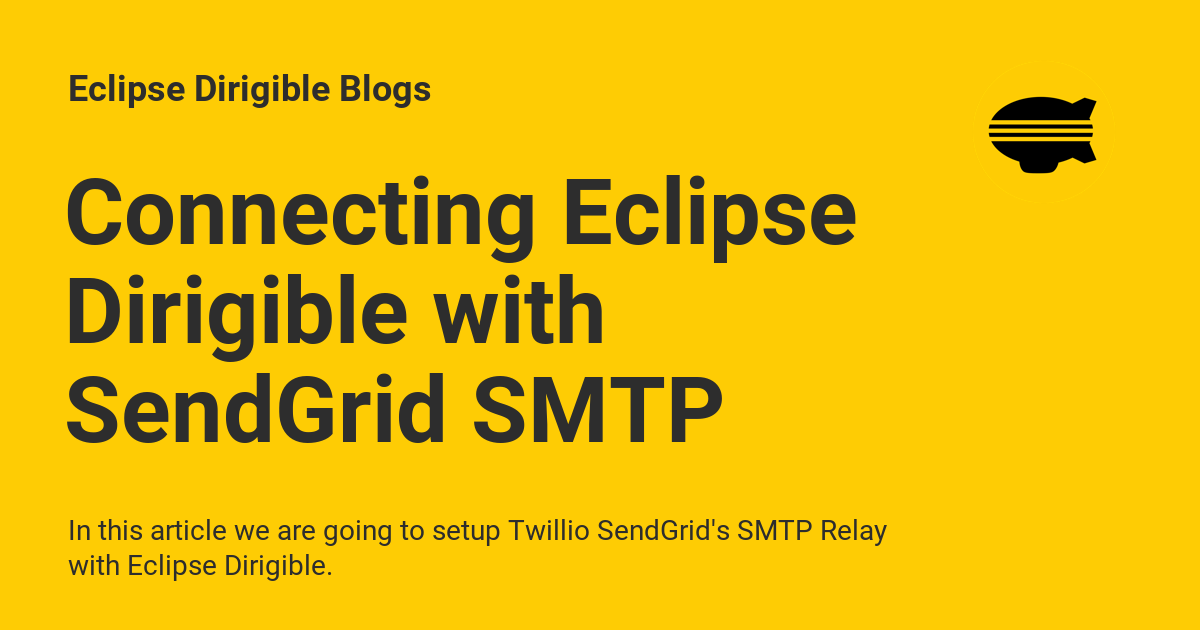 Eclipse Dirigible Blogs
Connecting Eclipse
Dirigible with
SendGrid SMTP
In this article we are going to setup Twillio SendGrid's SMTP Relay
with Eclipse Dirigible.